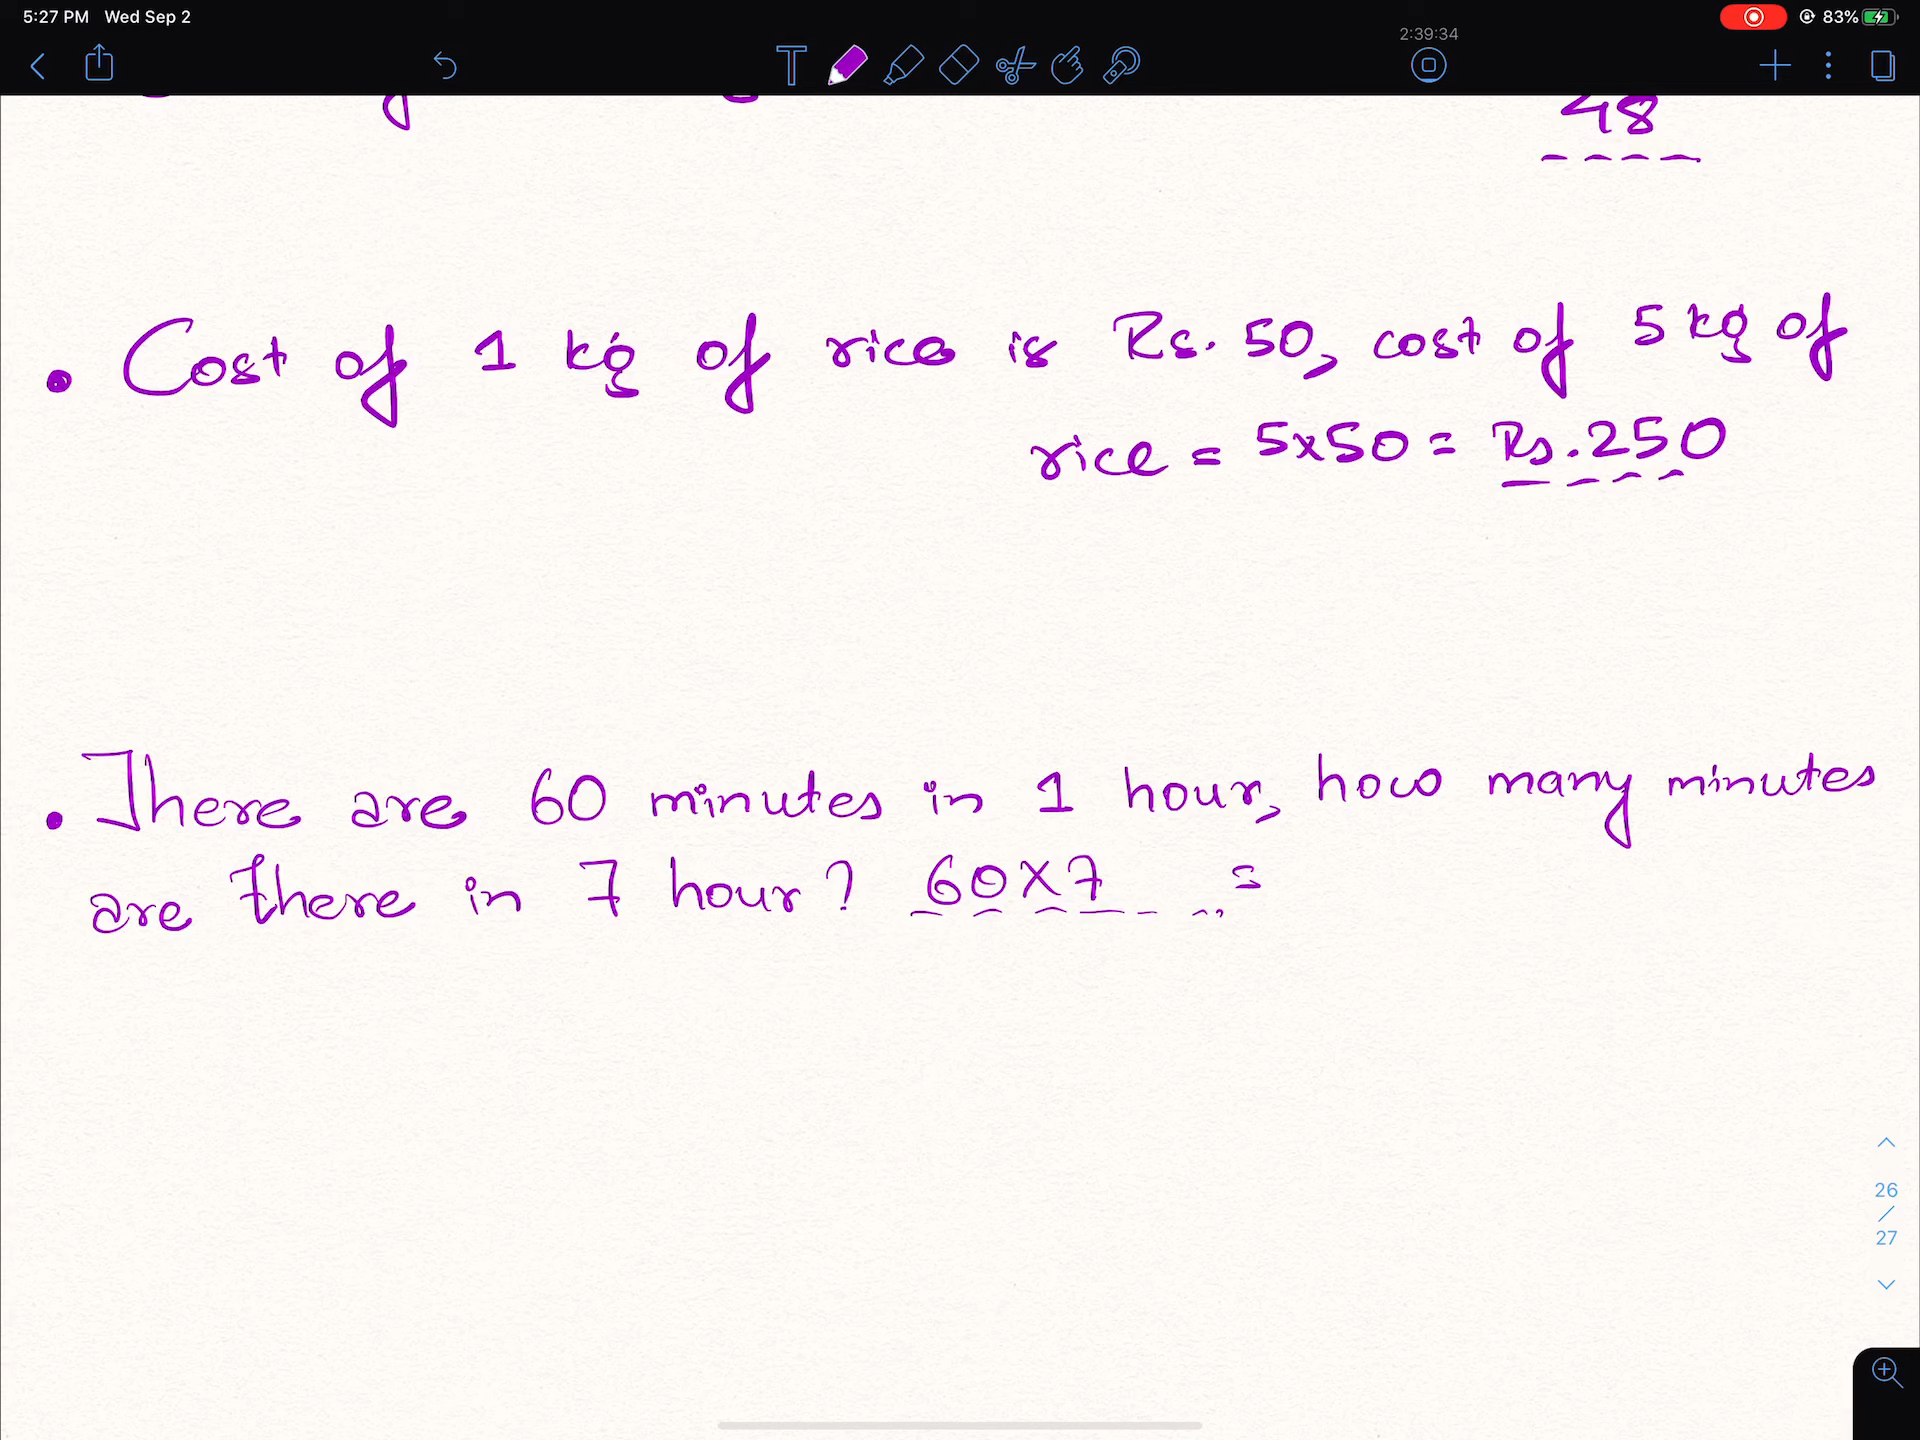 5:27 PM Wed Sep 2
83%
2:39:34
T
48
• Cost of 1 kg of rice is Rs. 50, cost of 5 kg of
rice = 5x50 = Rs.250
• There are 60 minutes in 1 hour, how many minutes
are there in 7 hour? 60X7 =
26
/
27